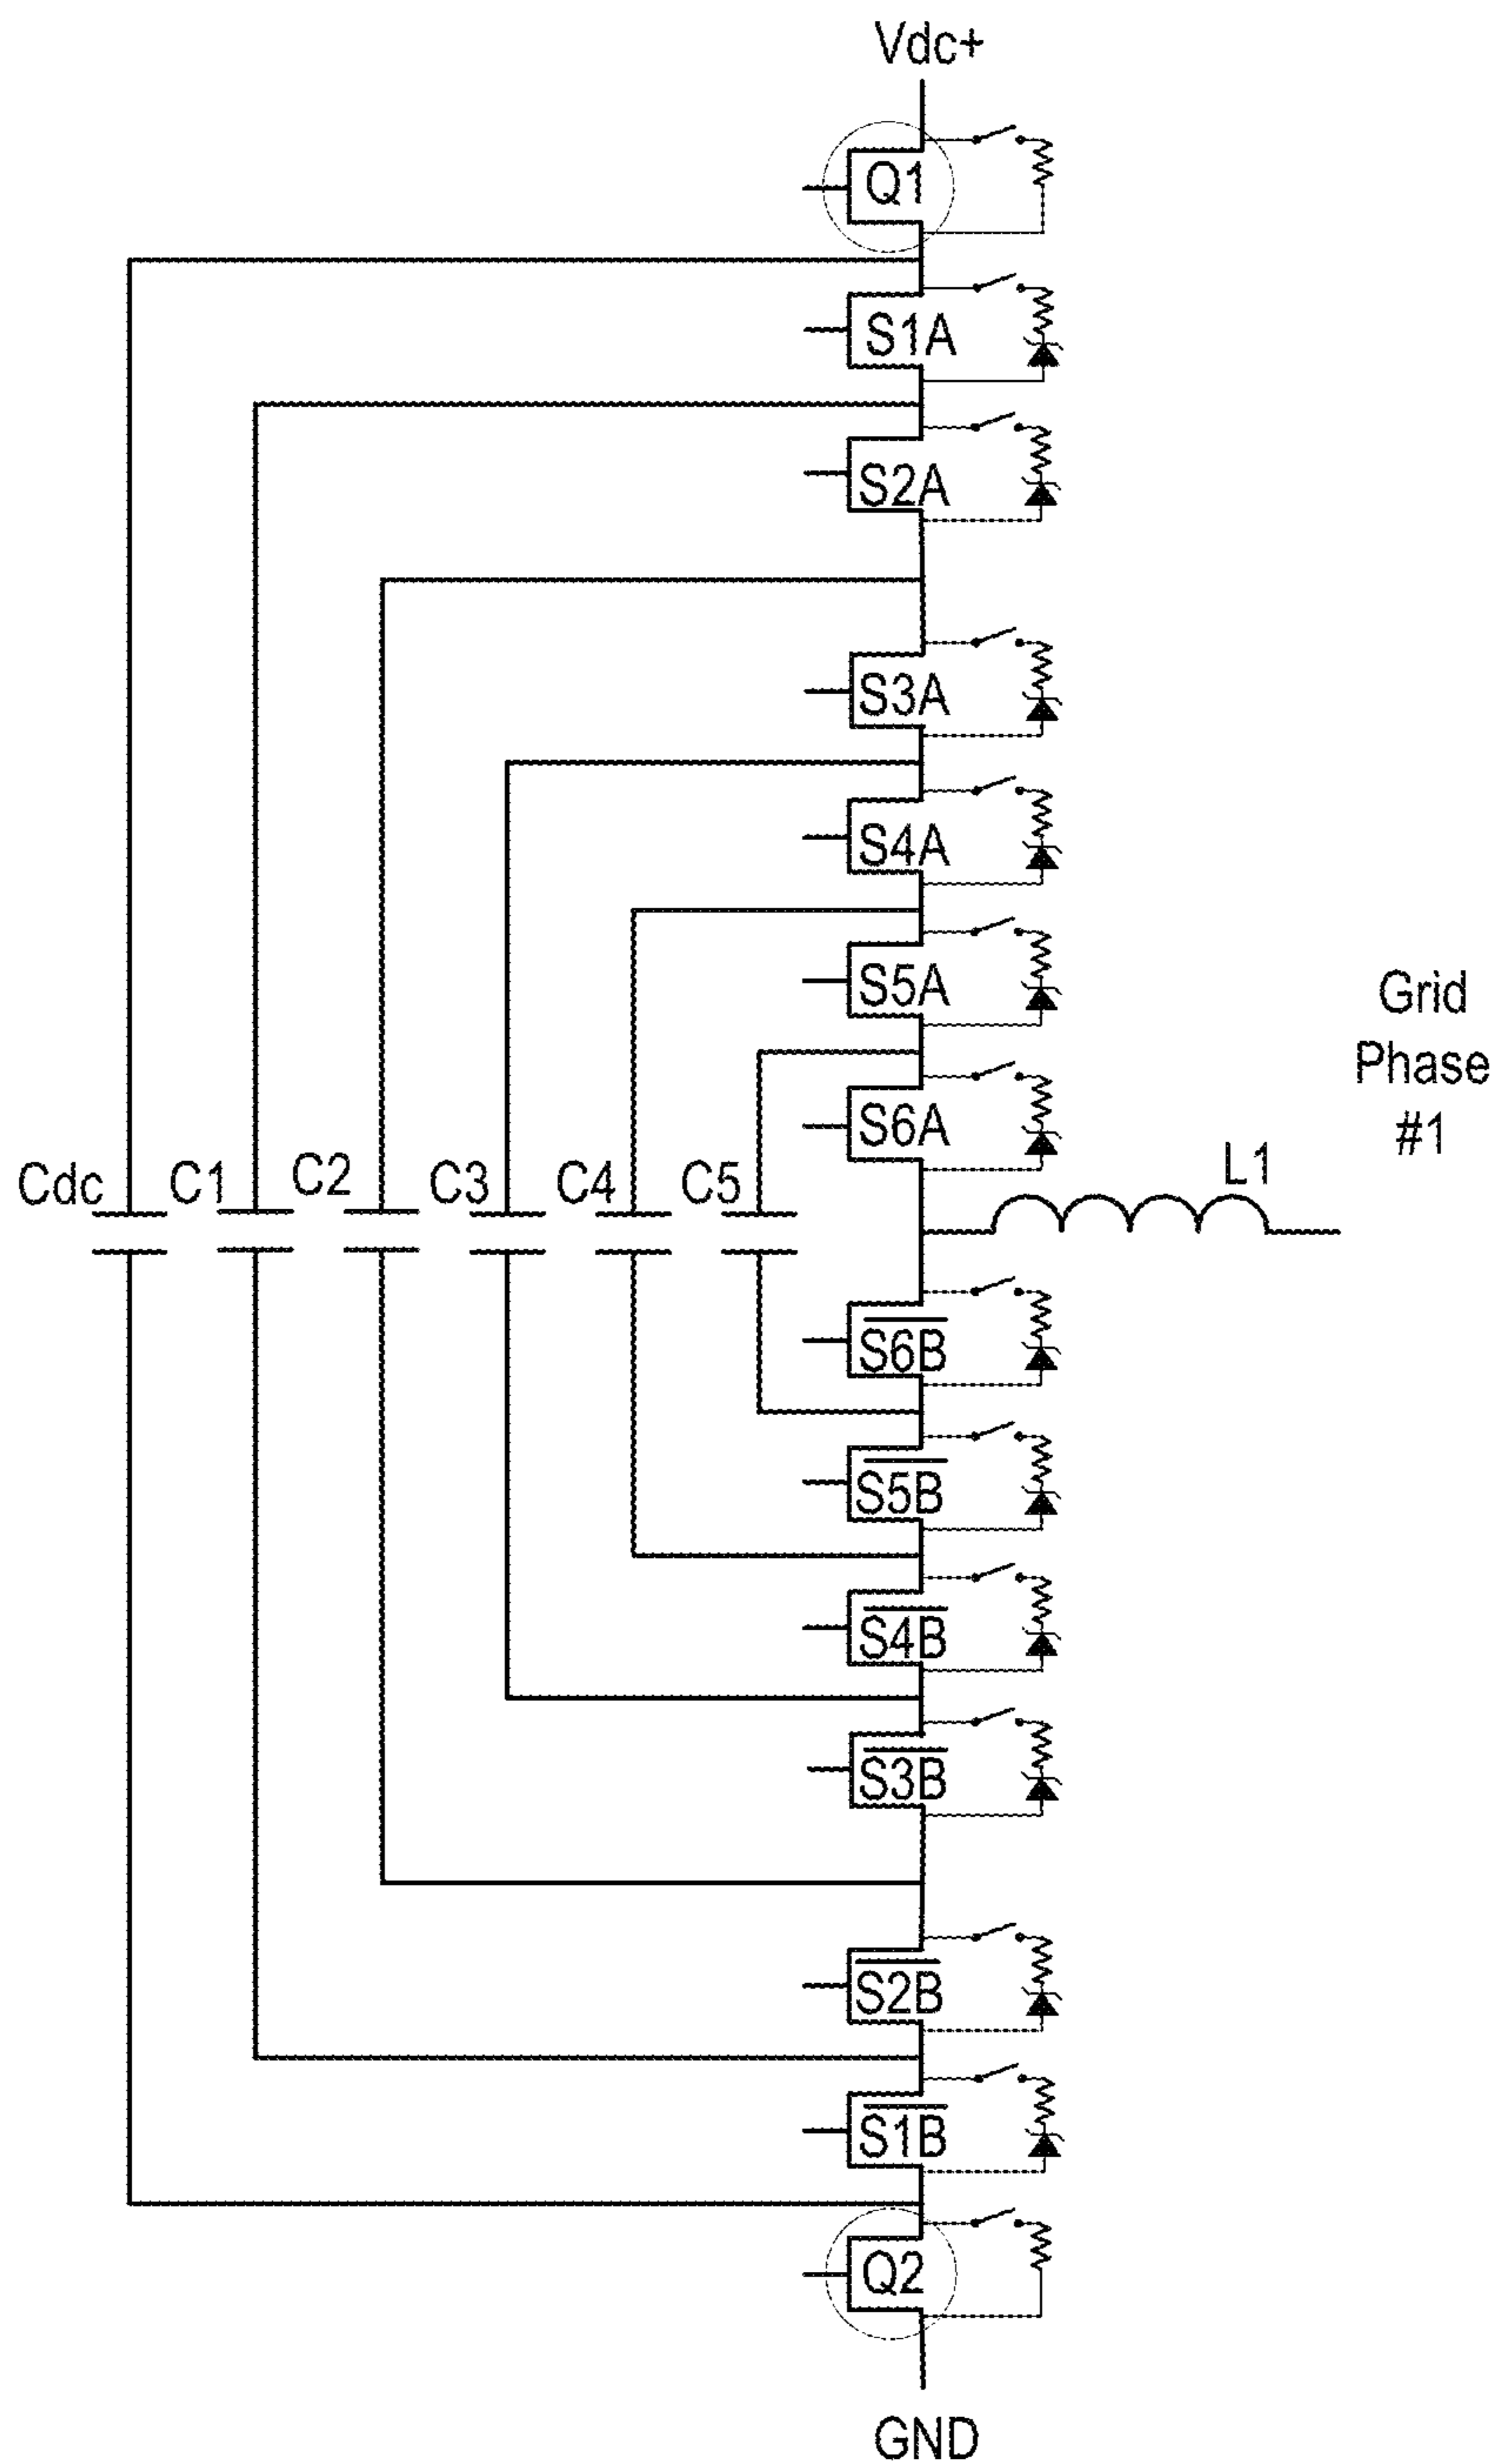 Vdc+
Q1
S1A
S2A
S3A
S4A
S5A
Grid
Phase
#1
S6A
Cdc
C1
C2
C3
C4
C5
L1
S6B
S5B
S4B
S3B
S2B
S1B
Q2
GND